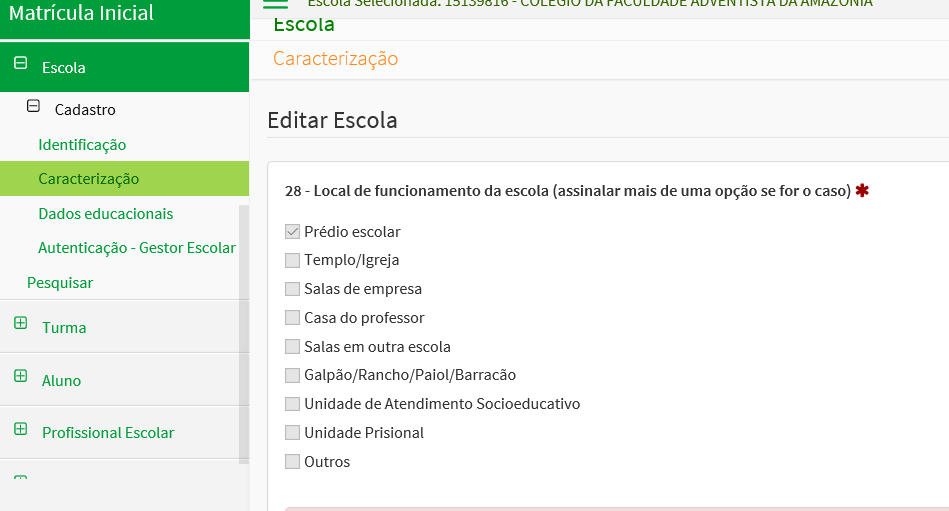 Matrícula Inicial
Escola
Cadastro
Identificação
Caracterização
Dados educacionais
Autenticação - Gestor Escolar
Pesquisar
Turma
Aluno
Profissional Escolar
Escola Selecionada: 15139816 - COLEGIO DA FACULDADE ADVENTISTA DA AMAZONIA
Escola
Caracterização
Editar Escola
28 - Local de funcionamento da escola (assinalar mais de uma opção se for o caso) ✱
Prédio escolar
Templo/Igreja
Salas de empresa
Casa do professor
Salas em outra escola
Galpão/Rancho/Paiol/Barracão
Unidade de Atendimento Socioeducativo
Unidade Prisional
Outros